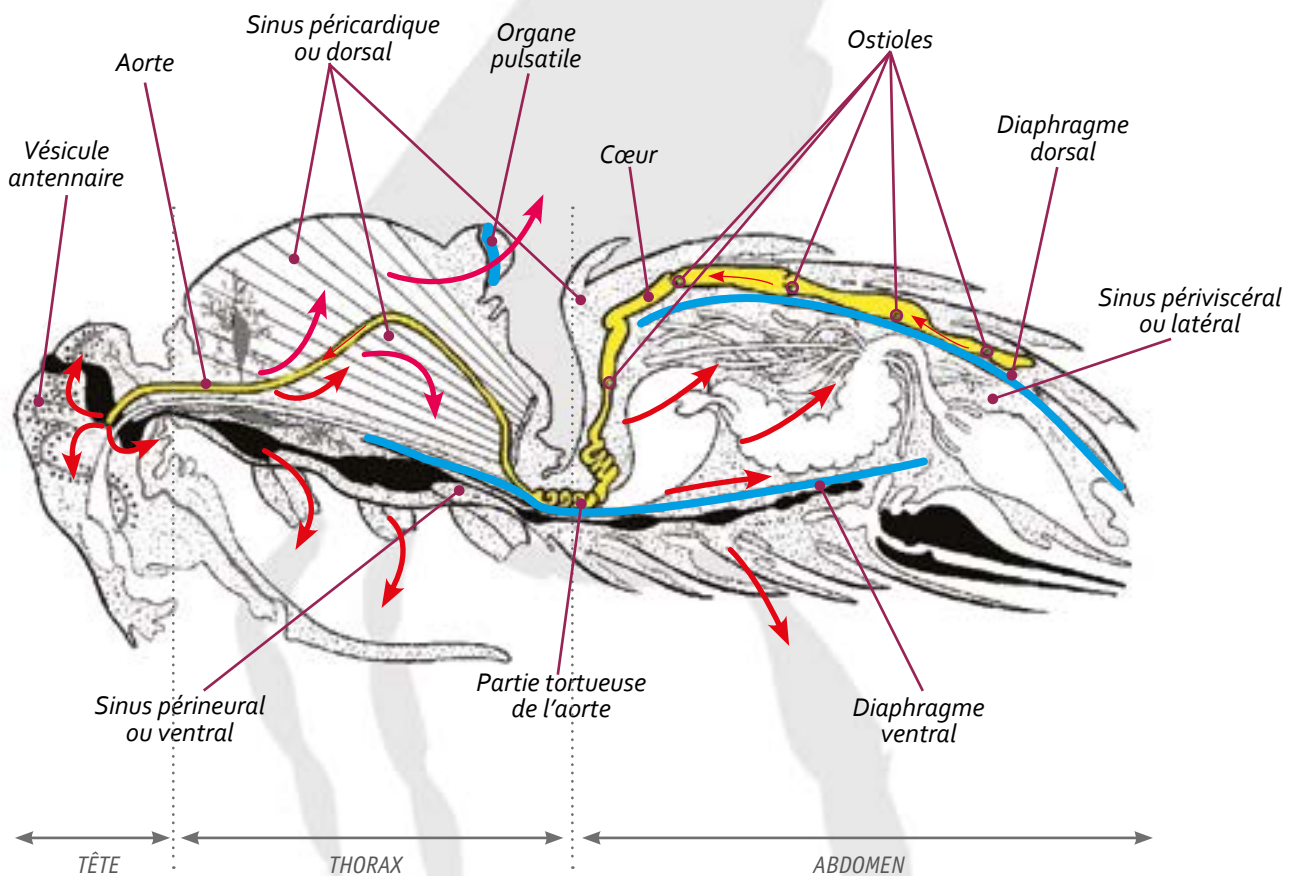 Sinus péricardique
ou dorsal
Organe
pulsatile
Ostioles
Aorte
Diaphragme
dorsal
Vésicule
antennaire
Cœur
Sinus périviscéral
ou latéral
Sinus périneural
ou ventral
Partie tortueuse
de l'aorte
Diaphragme
ventral
TÊTE
THORAX
ABDOMEN